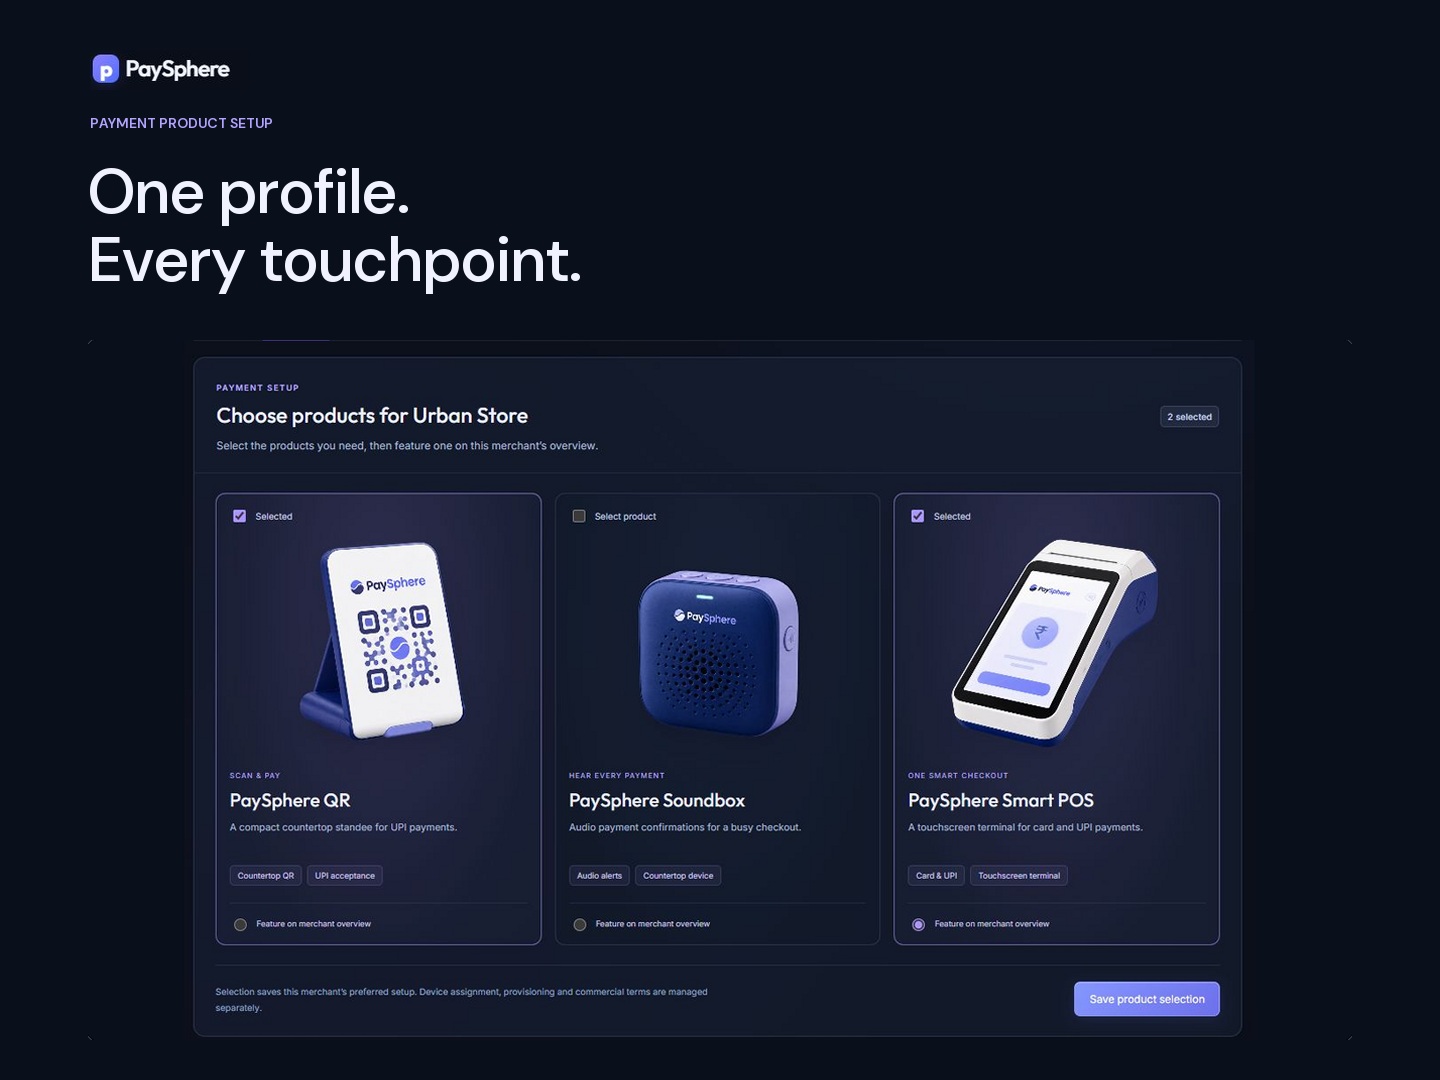 p PaySphere
PAYMENT PRODUCT SETUP
One profile.
Every touchpoint.
PAYMENT SETUP
Choose products for Urban Store
2 selected
Select the products you need, then feature one on this merchant's overview.
Selected
PaySphere
SCAN & PAY
PaySphere QR
A compact countertop standee for UPI payments.
Countertop QR
UPI acceptance
Feature on merchant overview
Select product
PaySphere
HEAR EVERY PAYMENT
PaySphere Soundbox
Audio payment confirmations for a busy checkout.
Audio alerts
Countertop device
Feature on merchant overview
Selected
PaySphere
₹
ONE SMART CHECKOUT
PaySphere Smart POS
A touchscreen terminal for card and UPI payments.
Card & UPI
Touchscreen terminal
Feature on merchant overview
Selection saves this merchant's preferred setup. Device assignment, provisioning and commercial terms are managed
separately.
Save product selection